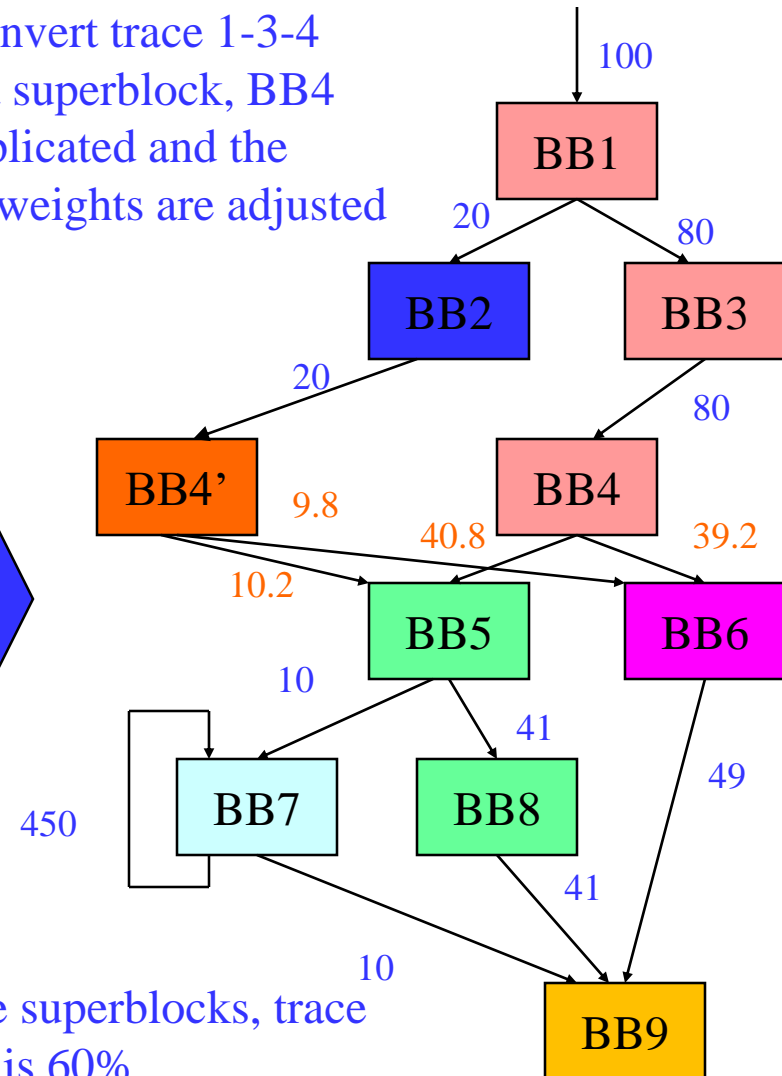 nvert trace 1-3-4
superblock, BB4
plicated and the
weights are adjusted
100
BB1
20
80
BB2
BB3
20
80
BB4’
BB4
9.8
40.8
39.2
10.2
BB5
BB6
10
41
49
BB7
BB8
450
41
10
e superblocks, trace
is 60%
BB9